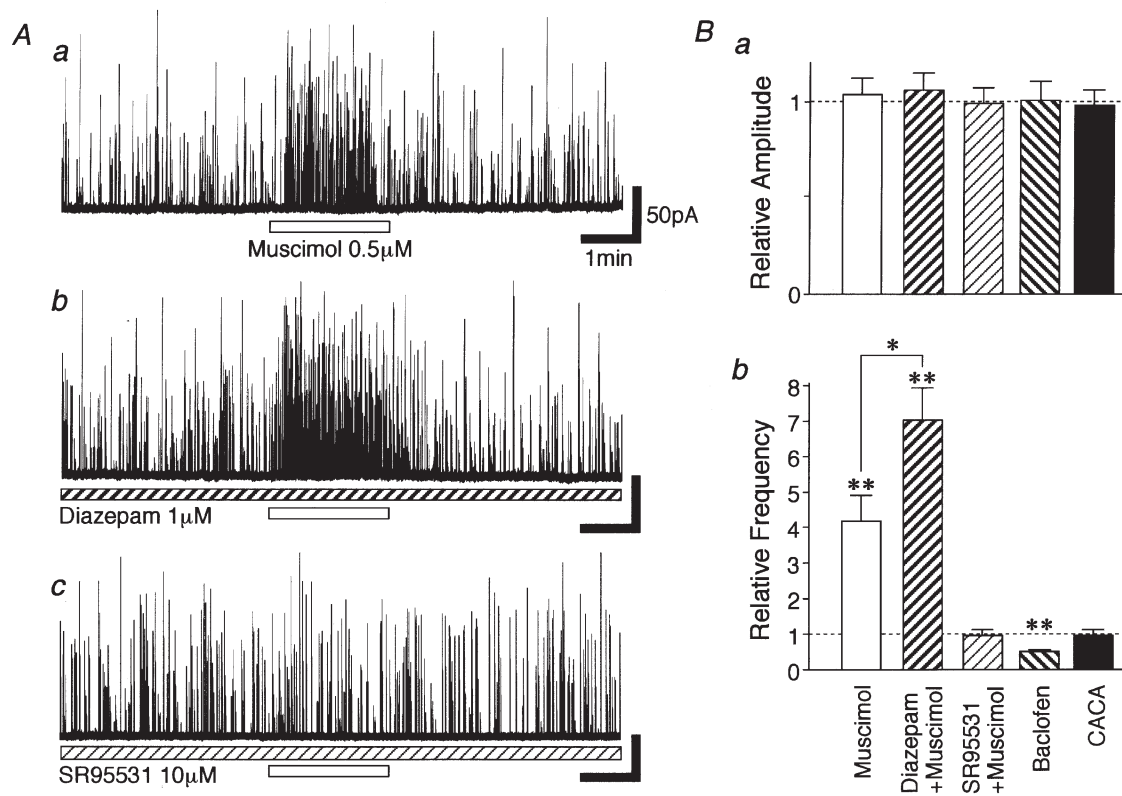 A
a
50pA
1min
Muscimol 0.5μM
b
Diazepam 1μM
c
SR95531 10μM
B
a
Relative Amplitude
1
0
b
Relative Frequency
8
7
6
5
4
3
2
1
0
*
**
**
**
Muscimol
Diazepam
+Muscimol
SR95531
+Muscimol
Baclofen
CACA